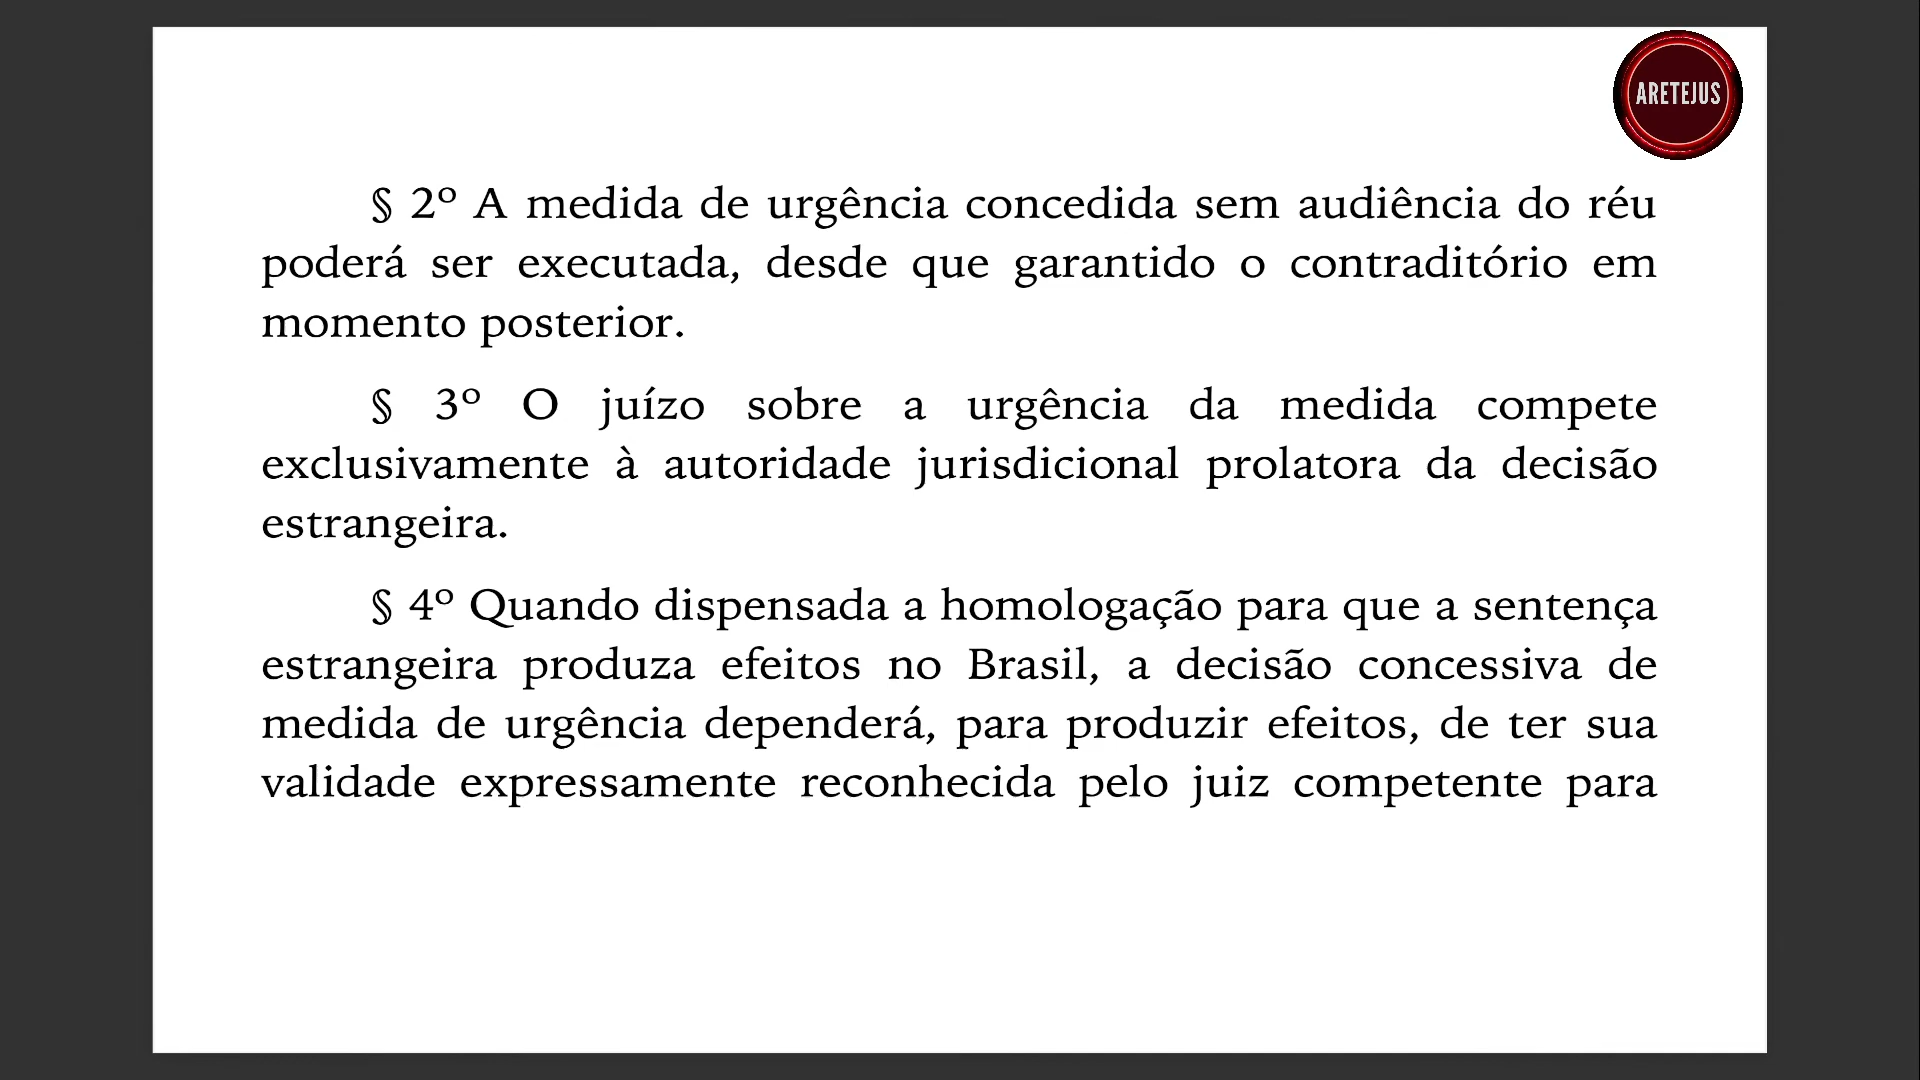 ARETEJUS
§ 2º A medida de urgência concedida sem audiência do réu
poderá ser executada, desde que garantido o contraditório em
momento posterior.
§ 3º O juízo sobre a urgência da medida compete
exclusivamente à autoridade jurisdicional prolatora da decisão
estrangeira.
§ 4º Quando dispensada a homologação para que a sentença
estrangeira produza efeitos no Brasil, a decisão concessiva de
medida de urgência dependerá, para produzir efeitos, de ter sua
validade expressamente reconhecida pelo juiz competente para